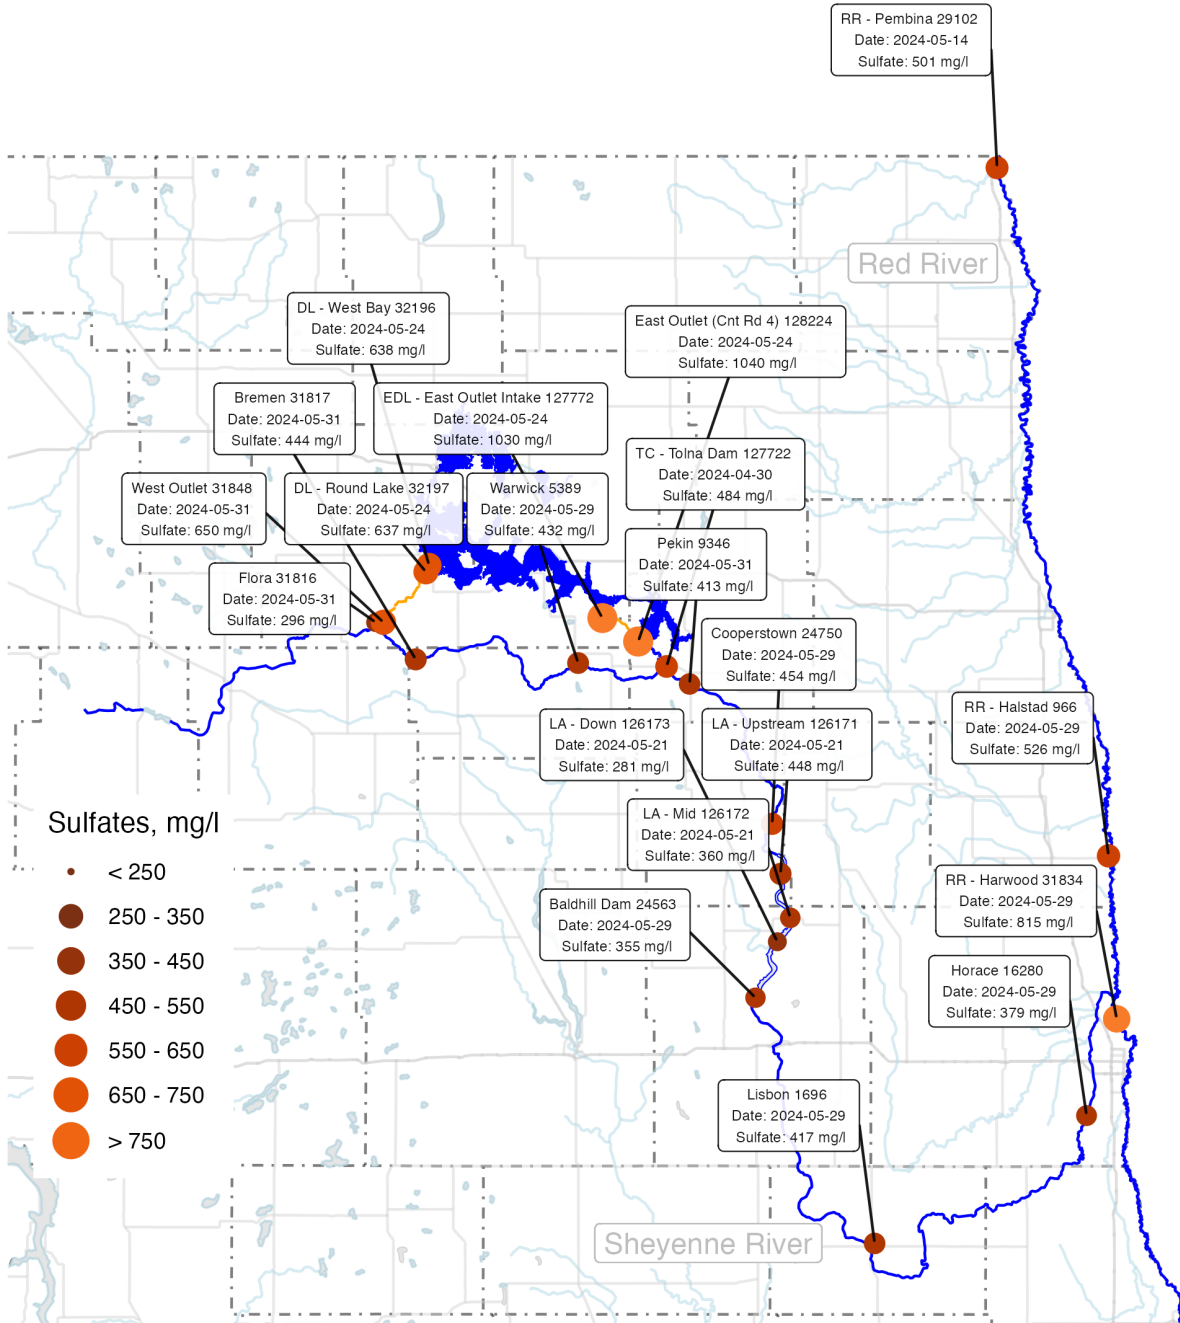 RR - Pembina 29102
Date: 2024-05-14
Sulfate: 501 mg/l
Red River
DL - West Bay 32196
Date: 2024-05-24
Sulfate: 638 mg/l
East Outlet (Cnt Rd 4) 128224
Date: 2024-05-24
Sulfate: 1040 mg/l
Bremen 31817
Date: 2024-05-31
Sulfate: 444 mg/l
EDL - East Outlet Intake 127772
Date: 2024-05-24
Sulfate: 1030 mg/l
TC - Tolna Dam 127722
Date: 2024-04-30
Sulfate: 484 mg/l
West Outlet 31848
Date: 2024-05-31
Sulfate: 650 mg/l
DL - Round Lake 32197
Date: 2024-05-24
Sulfate: 637 mg/l
Warwick 5389
Date: 2024-05-29
Sulfate: 432 mg/l
Pekin 9346
Date: 2024-05-31
Sulfate: 413 mg/l
Flora 31816
Date: 2024-05-31
Sulfate: 296 mg/l
Cooperstown 24750
Date: 2024-05-29
Sulfate: 454 mg/l
RR - Halstad 966
Date: 2024-05-29
Sulfate: 526 mg/l
LA - Down 126173
Date: 2024-05-21
Sulfate: 281 mg/l
LA - Upstream 126171
Date: 2024-05-21
Sulfate: 448 mg/l
LA - Mid 126172
Date: 2024-05-21
Sulfate: 360 mg/l
RR - Harwood 31834
Date: 2024-05-29
Sulfate: 815 mg/l
Baldhill Dam 24563
Date: 2024-05-29
Sulfate: 355 mg/l
Horace 16280
Date: 2024-05-29
Sulfate: 379 mg/l
Lisbon 1696
Date: 2024-05-29
Sulfate: 417 mg/l
Sheyenne River
Sulfates, mg/l
< 250
250 - 350
350 - 450
450 - 550
550 - 650
650 - 750
> 750